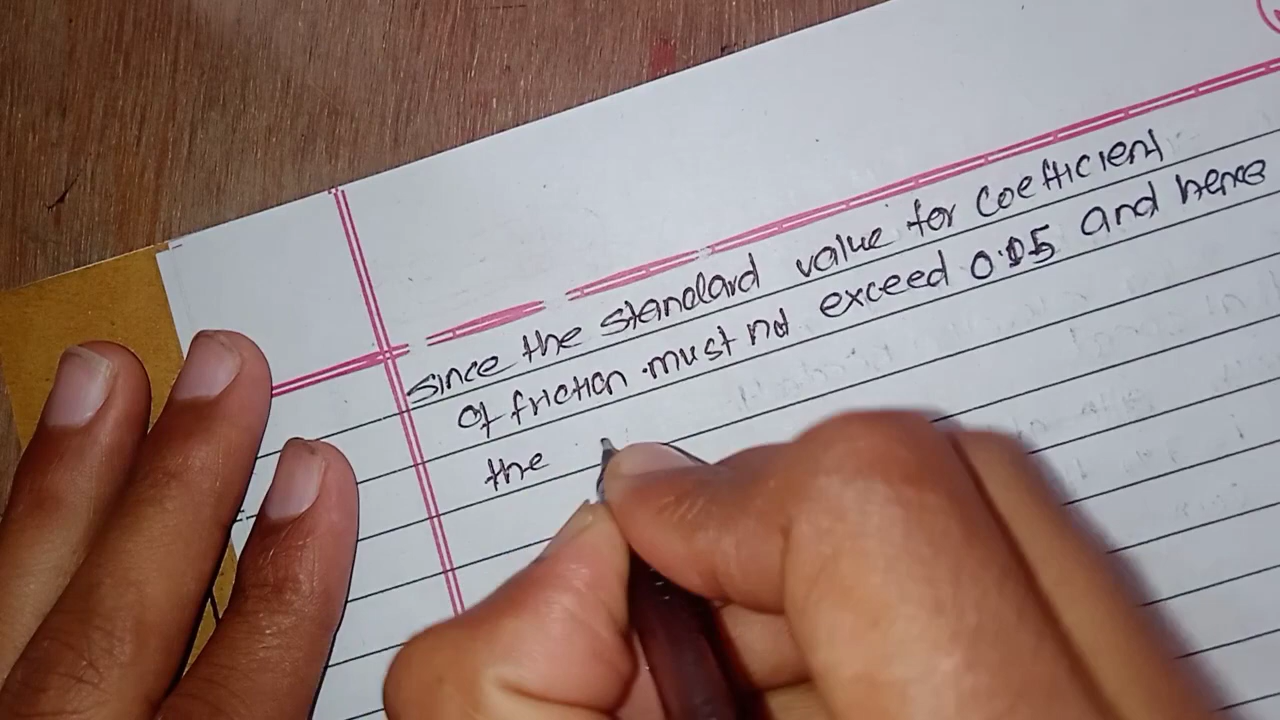 since the standard value for coefficient
of friction must not exceed 0.05 and hence
the